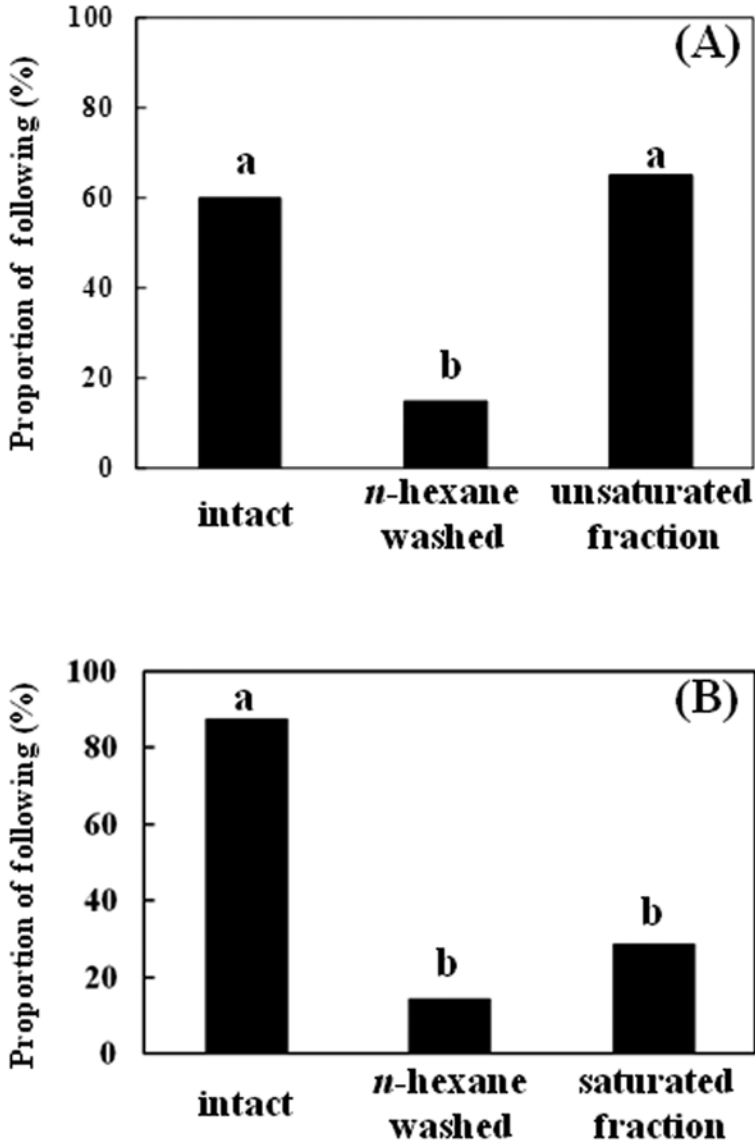 Proportion of following (%)
100
80
60
40
20
0
(A)
a
b
a
intact
n-hexane
washed
unsaturated
fraction
Proportion of following (%)
100
80
60
40
20
0
(B)
a
b
b
intact
n-hexane
washed
saturated
fraction